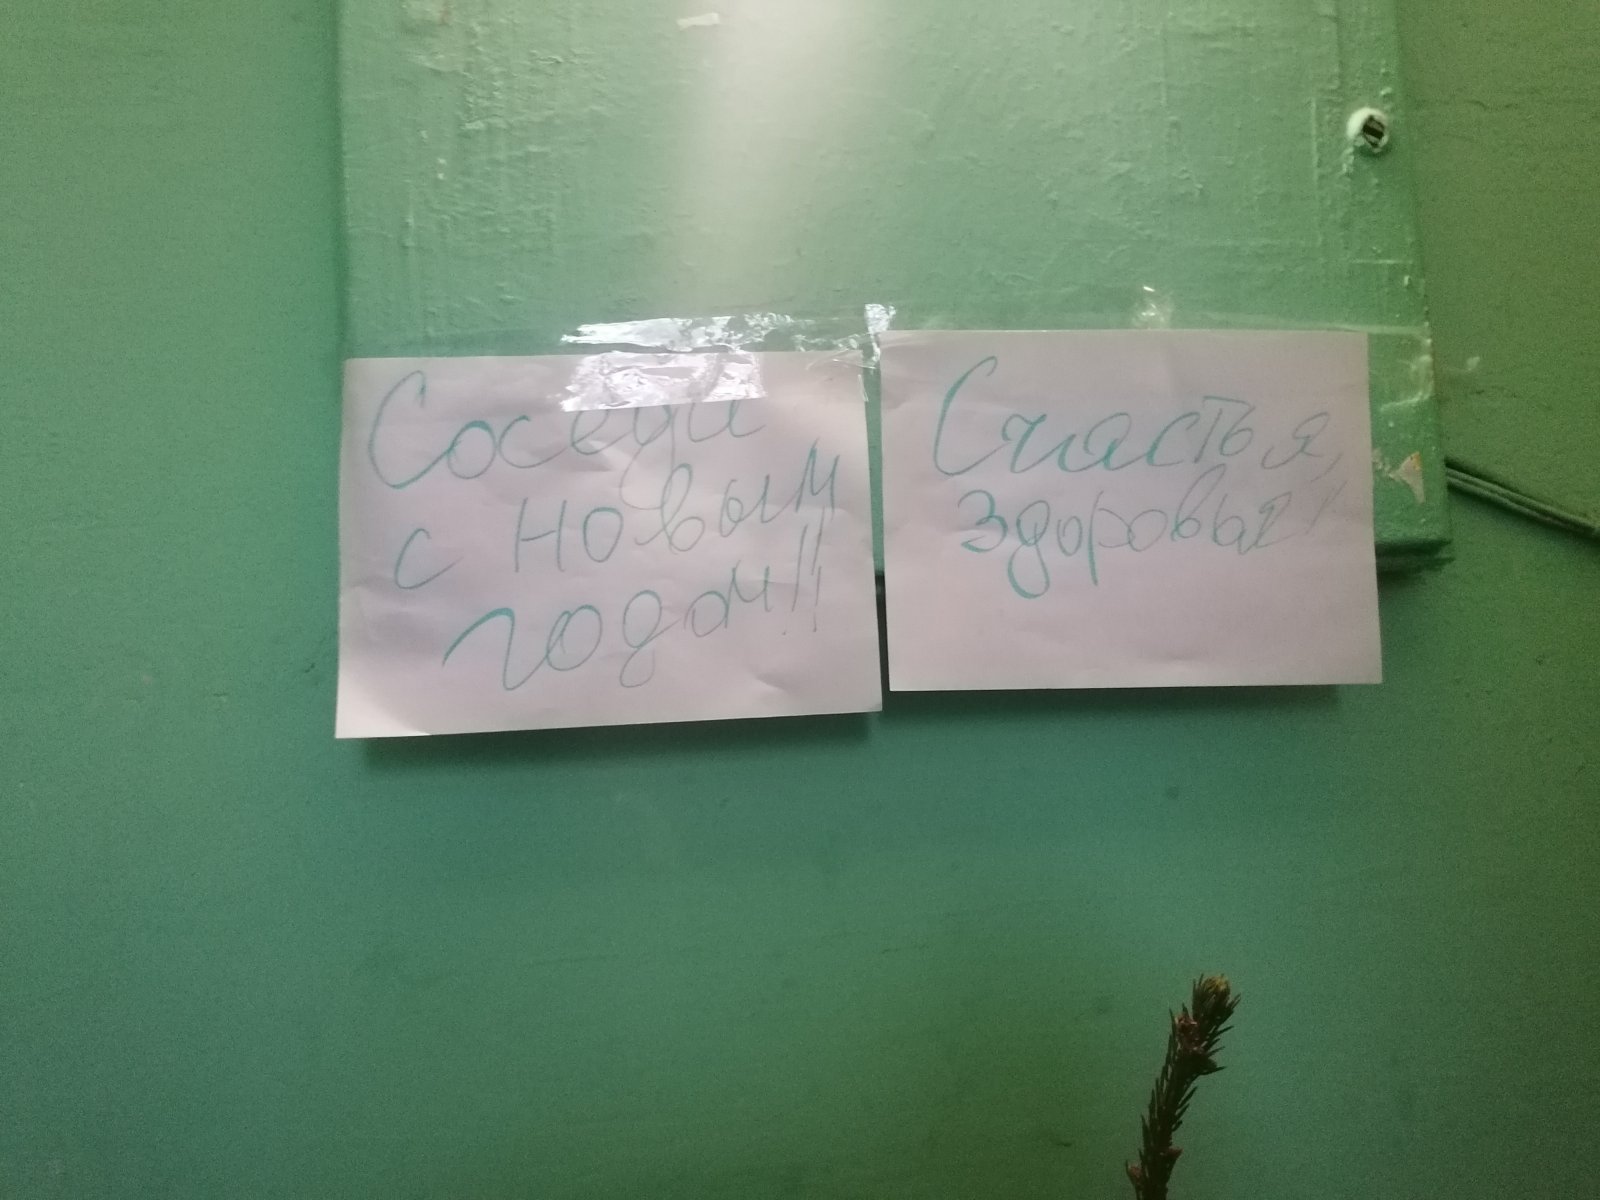 Соседи
с новым
годом!!
Счастья,
здоровья!!